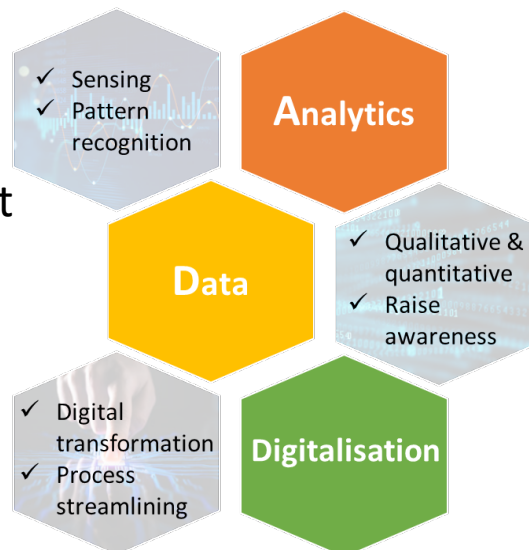 ✓ Sensing
✓ Pattern
recognition
Analytics
t
Data
✓ Qualitative &
quantitative
✓ Raise
awareness
✓ Digital
transformation
✓ Process
streamlining
Digitalisation